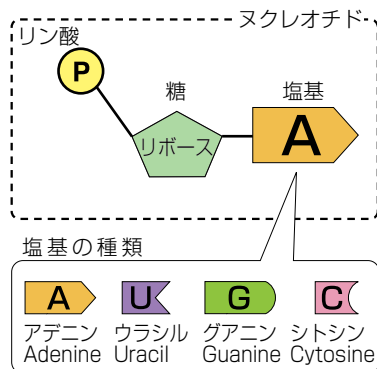 ヌクレオチド
リン酸
P
糖
塩基
リボース
A
塩基の種類
A U G C
アデニン ウラシル グアニン シトシン
Adenine Uracil Guanine Cytosine